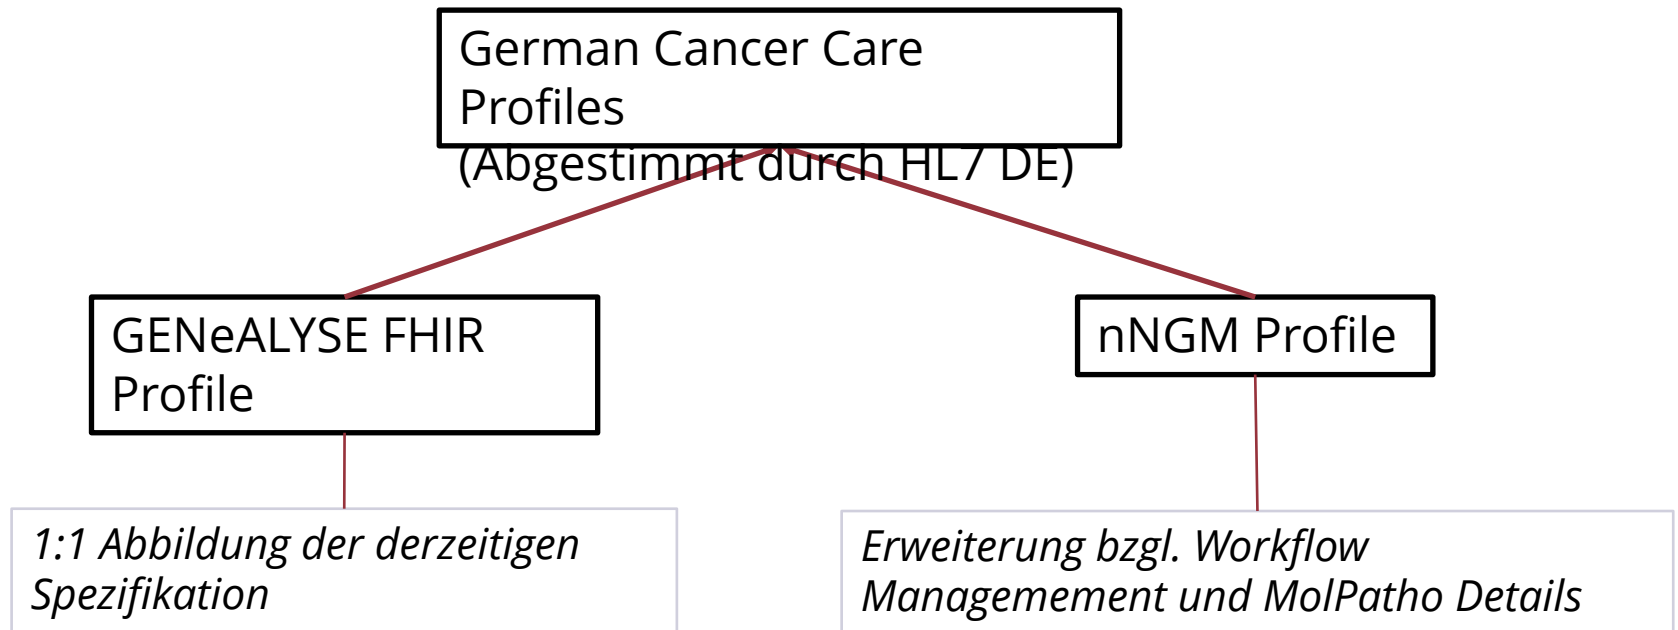 German Cancer Care
Profiles
(Abgestimmt durch HL7 DE)
GENeALYSE FHIR
Profile
nNGM Profile
1:1 Abbildung der derzeitigen
Spezifikation
Erweiterung bzgl. Workflow
Managemement und MolPatho Details